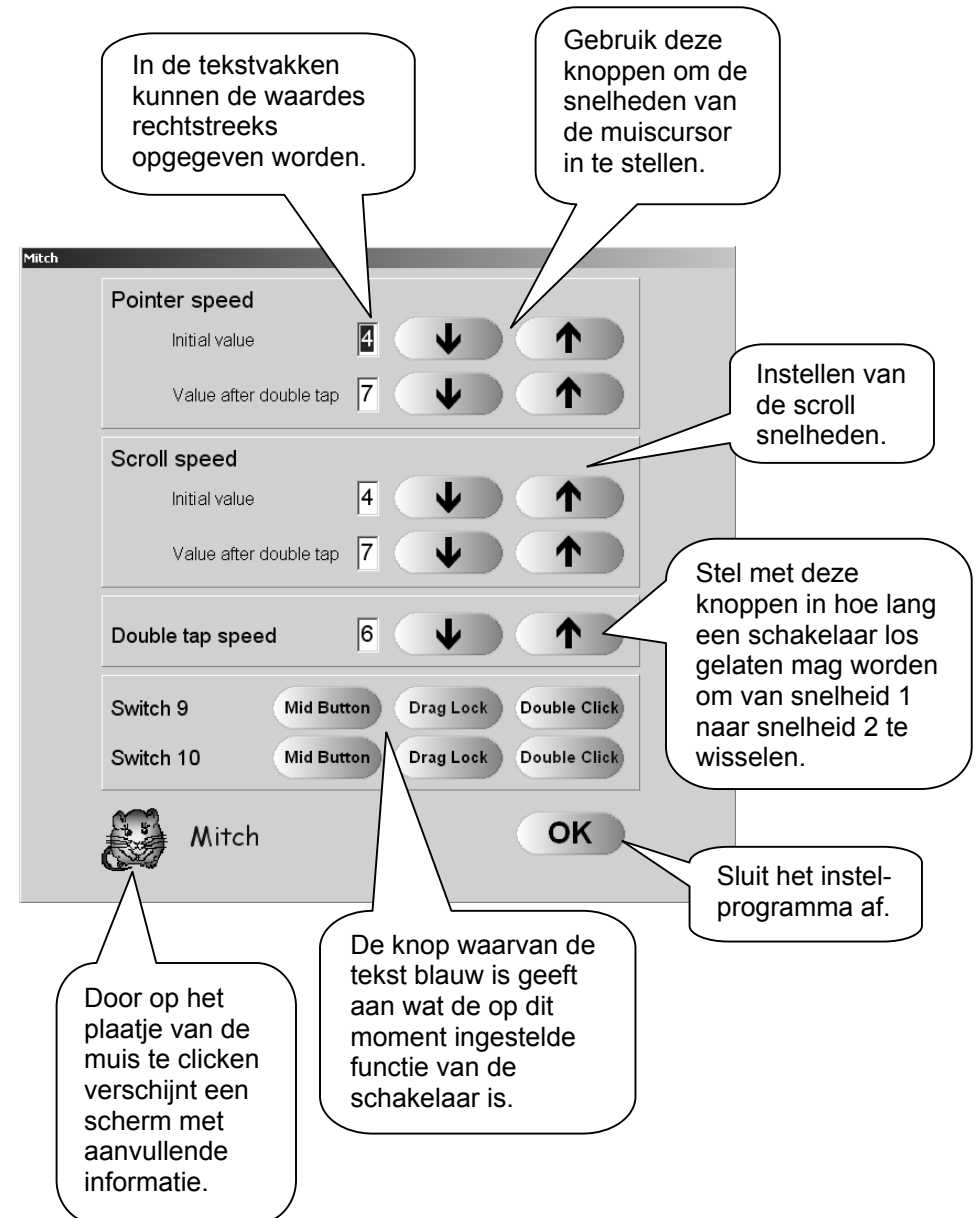 In de tekstvakken
kunnen de waardes
rechtstreeks
opgegeven worden.
Gebruik deze
knoppen om de
snelheden van
de muiscursor
in te stellen.
Mitch
Pointer speed
Initial value 4
Value after double tap 7
Instellen van
de scroll
snelheden.
Scroll speed
Initial value 4
Value after double tap 7
Stel met deze
knoppen in hoe lang
een schakelaar los
gelaten mag worden
om van snelheid 1
naar snelheid 2 te
wisselen.
Double tap speed 6
Switch 9 Mid Button Drag Lock Double Click
Switch 10 Mid Button Drag Lock Double Click
Mitch
OK
Sluit het instel-
programma af.
De knop waarvan de
tekst blauw is geeft
aan wat de op dit
moment ingestelde
functie van de
schakelaar is.
Door op het
plaatje van de
muis te clicken
verschijnt een
scherm met
aanvullende
informatie.